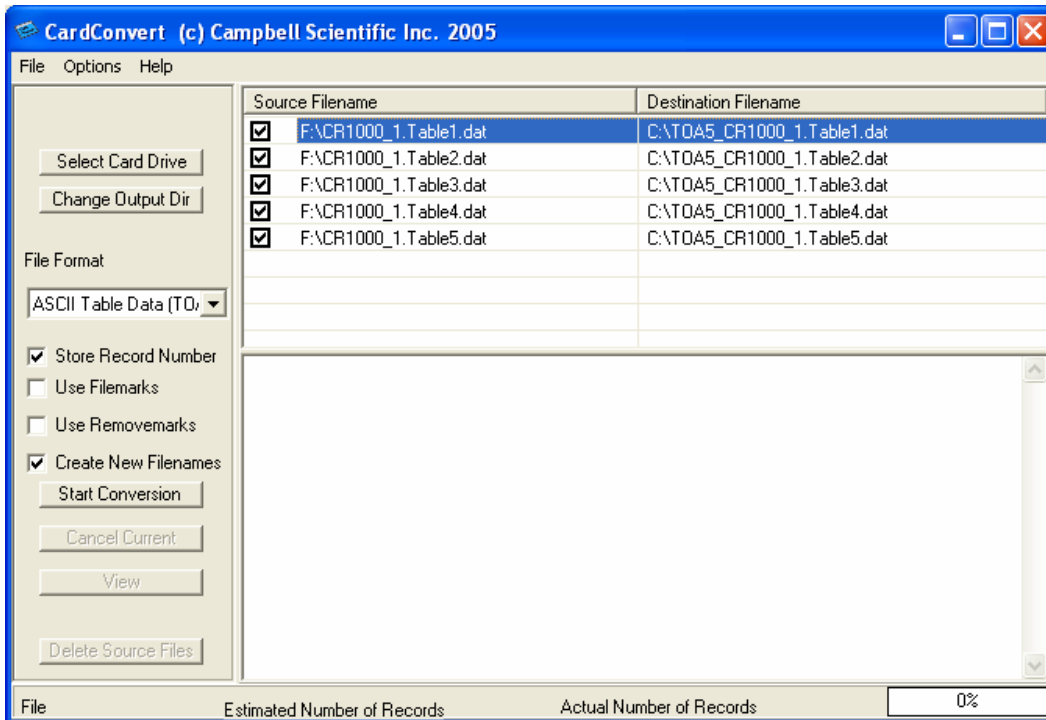 CardConvert (c) Campbell Scientific Inc. 2005
File Options Help
Source Filename Destination Filename
F:\CR1000_1.Table1.dat C:\TOA5_CR1000_1.Table1.dat
F:\CR1000_1.Table2.dat C:\TOA5_CR1000_1.Table2.dat
F:\CR1000_1.Table3.dat C:\TOA5_CR1000_1.Table3.dat
F:\CR1000_1.Table4.dat C:\TOA5_CR1000_1.Table4.dat
F:\CR1000_1.Table5.dat C:\TOA5_CR1000_1.Table5.dat
Select Card Drive
Change Output Dir
File Format
ASCII Table Data (TO
Store Record Number
Use Filemarks
Use Removemarks
Create New Filenames
Start Conversion
Cancel Current
View
Delete Source Files
File Estimated Number of Records Actual Number of Records 0%